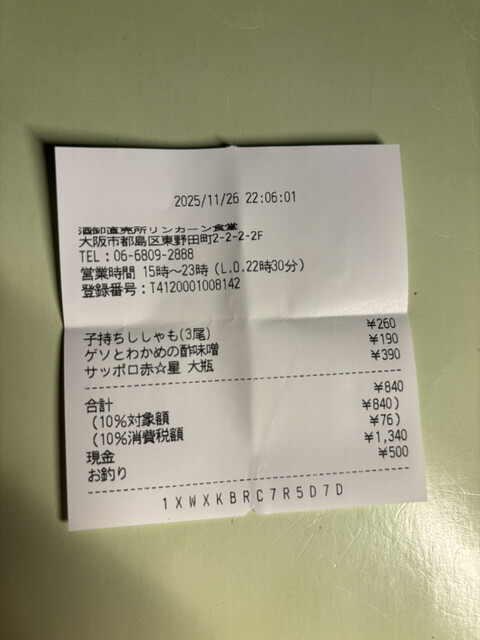 2025/11/26 22:06:01
酒卸直売所リンカーン食堂
大阪市都島区東野田町2-2-2-2F
TEL：06-6809-2888
営業時間 15時～23時（L.O.22時30分）
登録番号：T4120001008142
子持ちししゃも(3尾) ¥260
ゲソとわかめの酢味噌 ¥190
サッポロ赤☆星 大瓶 ¥390
合計 ¥840
（10%対象額 ¥840）
（10%消費税額 ¥76）
現金 ¥1,340
お釣り ¥500
1XWXKBRC7R5D7D